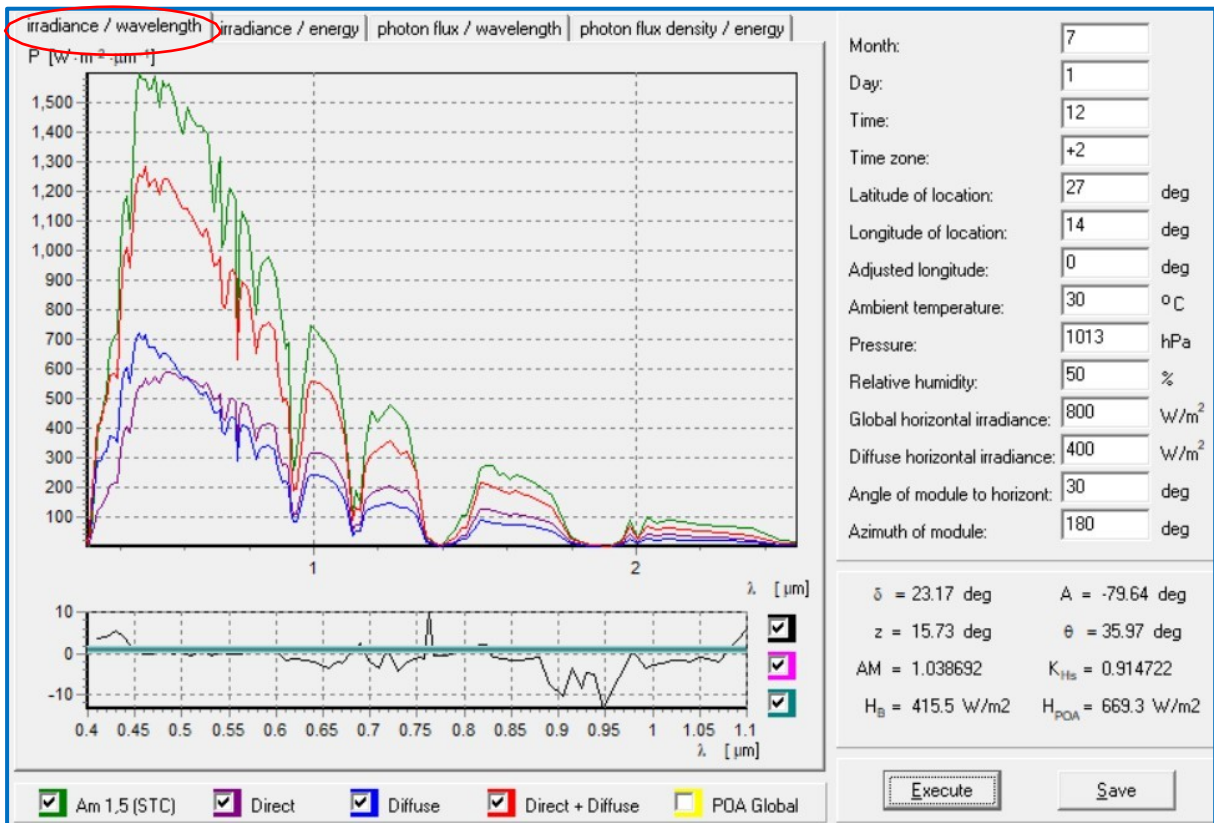 irradiance / wavelength irradiance / energy photon flux / wavelength photon flux density / energy
P [W·m⁻²·µm⁻¹]
1,500
1,400
1,300
1,200
1,100
1,000
900
800
700
600
500
400
300
200
100
1 2
λ [µm]
10
0
-10
0.4 0.45 0.5 0.55 0.6 0.65 0.7 0.75 0.8 0.85 0.9 0.95 1 1.05 1.1
λ [µm]
Am 1,5 (STC) Direct Diffuse Direct + Diffuse POA Global
Month: 7
Day: 1
Time: 12
Time zone: +2
Latitude of location: 27 deg
Longitude of location: 14 deg
Adjusted longitude: 0 deg
Ambient temperature: 30 ºC
Pressure: 1013 hPa
Relative humidity: 50 %
Global horizontal irradiance: 800 W/m²
Diffuse horizontal irradiance: 400 W/m²
Angle of module to horizont: 30 deg
Azimuth of module: 180 deg
δ = 23.17 deg A = -79.64 deg
z = 15.73 deg θ = 35.97 deg
AM = 1.038692 K_Hs = 0.914722
H_B = 415.5 W/m2 H_POA = 669.3 W/m2
Execute Save